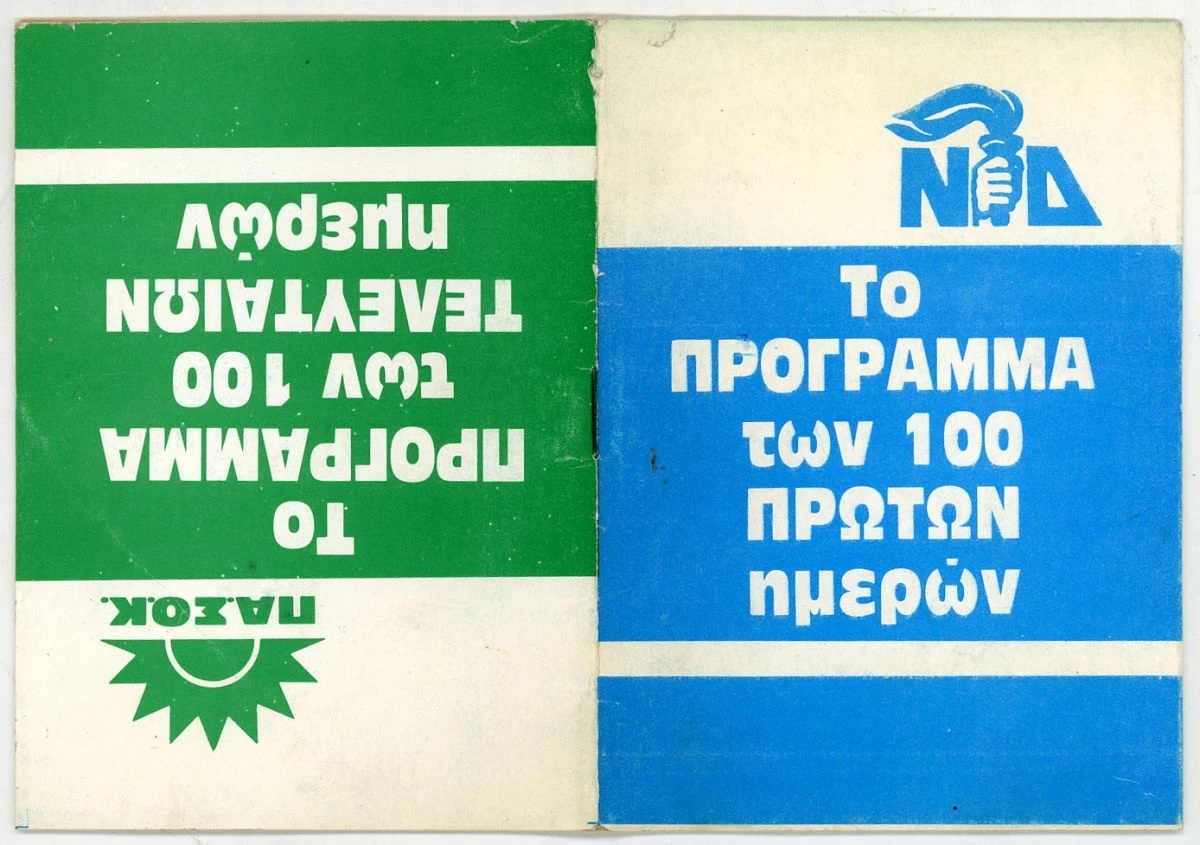 ΝΔ
Το
ΠΡΟΓΡΑΜΜΑ
των 100
ΠΡΩΤΩΝ
ημερών
ΠΑ.ΣΟ.Κ.
ΤΟ
ΠΡΟΓΡΑΜΜΑ
των 100
ΤΕΛΕΥΤΑΙΩΝ
ημερών